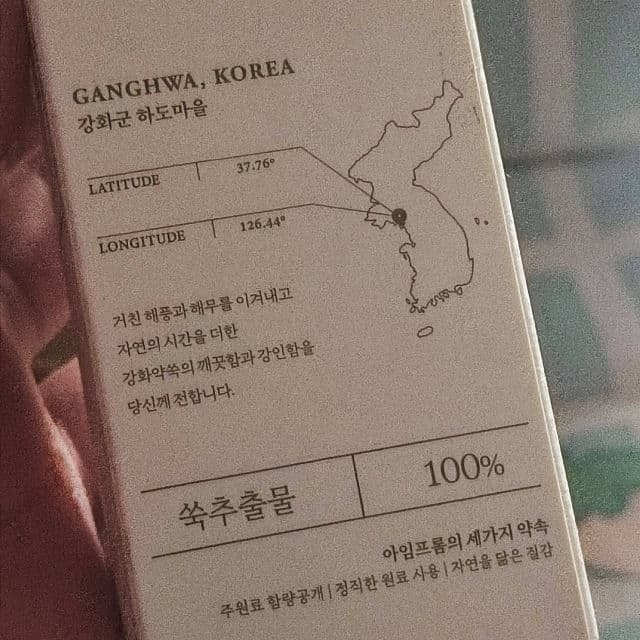 GANGHWA, KOREA
강화군 하도마을
LATITUDE 37.76°
LONGITUDE 126.44°
거친 해풍과 해무를 이겨내고
자연의 시간을 더한
강화약쑥의 깨끗함과 강인함을
당신께 전합니다.
쑥추출물 100%
아임프롬의 세가지 약속
주원료 함량공개 | 정직한 원료 사용 | 자연을 닮은 질감